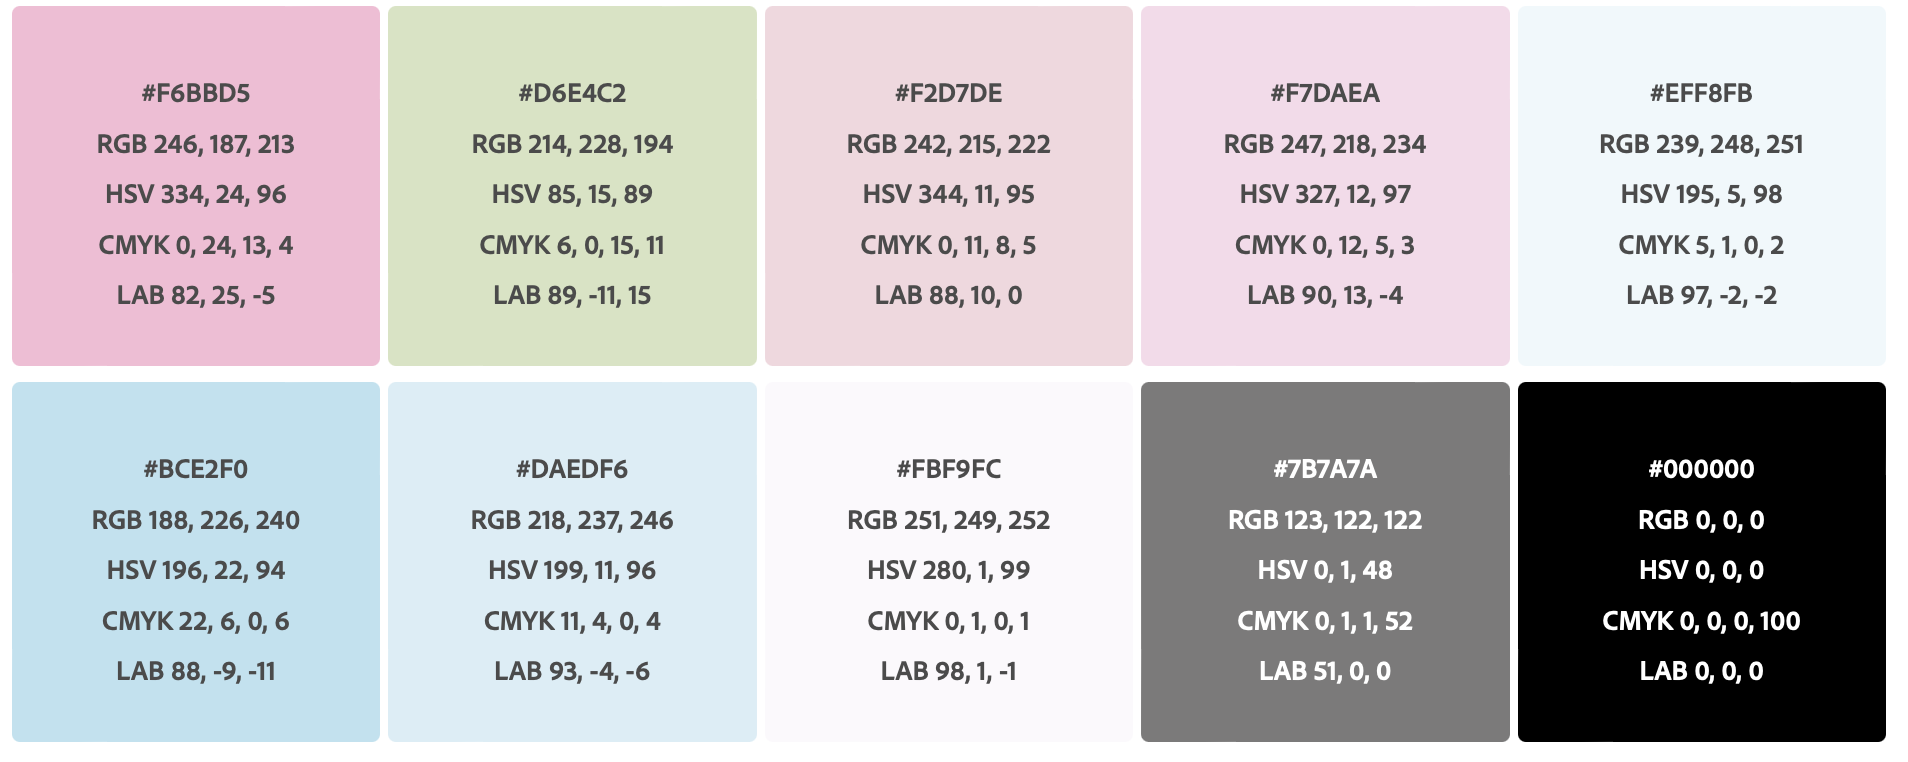 #F6BBD5
RGB 246, 187, 213
HSV 334, 24, 96
CMYK 0, 24, 13, 4
LAB 82, 25, -5
#D6E4C2
RGB 214, 228, 194
HSV 85, 15, 89
CMYK 6, 0, 15, 11
LAB 89, -11, 15
#F2D7DE
RGB 242, 215, 222
HSV 344, 11, 95
CMYK 0, 11, 8, 5
LAB 88, 10, 0
#F7DAEA
RGB 247, 218, 234
HSV 327, 12, 97
CMYK 0, 12, 5, 3
LAB 90, 13, -4
#EFF8FB
RGB 239, 248, 251
HSV 195, 5, 98
CMYK 5, 1, 0, 2
LAB 97, -2, -2
#BCE2F0
RGB 188, 226, 240
HSV 196, 22, 94
CMYK 22, 6, 0, 6
LAB 88, -9, -11
#DAEDF6
RGB 218, 237, 246
HSV 199, 11, 96
CMYK 11, 4, 0, 4
LAB 93, -4, -6
#FBF9FC
RGB 251, 249, 252
HSV 280, 1, 99
CMYK 0, 1, 0, 1
LAB 98, 1, -1
#7B7A7A
RGB 123, 122, 122
HSV 0, 1, 48
CMYK 0, 1, 1, 52
LAB 51, 0, 0
#000000
RGB 0, 0, 0
HSV 0, 0, 0
CMYK 0, 0, 0, 100
LAB 0, 0, 0